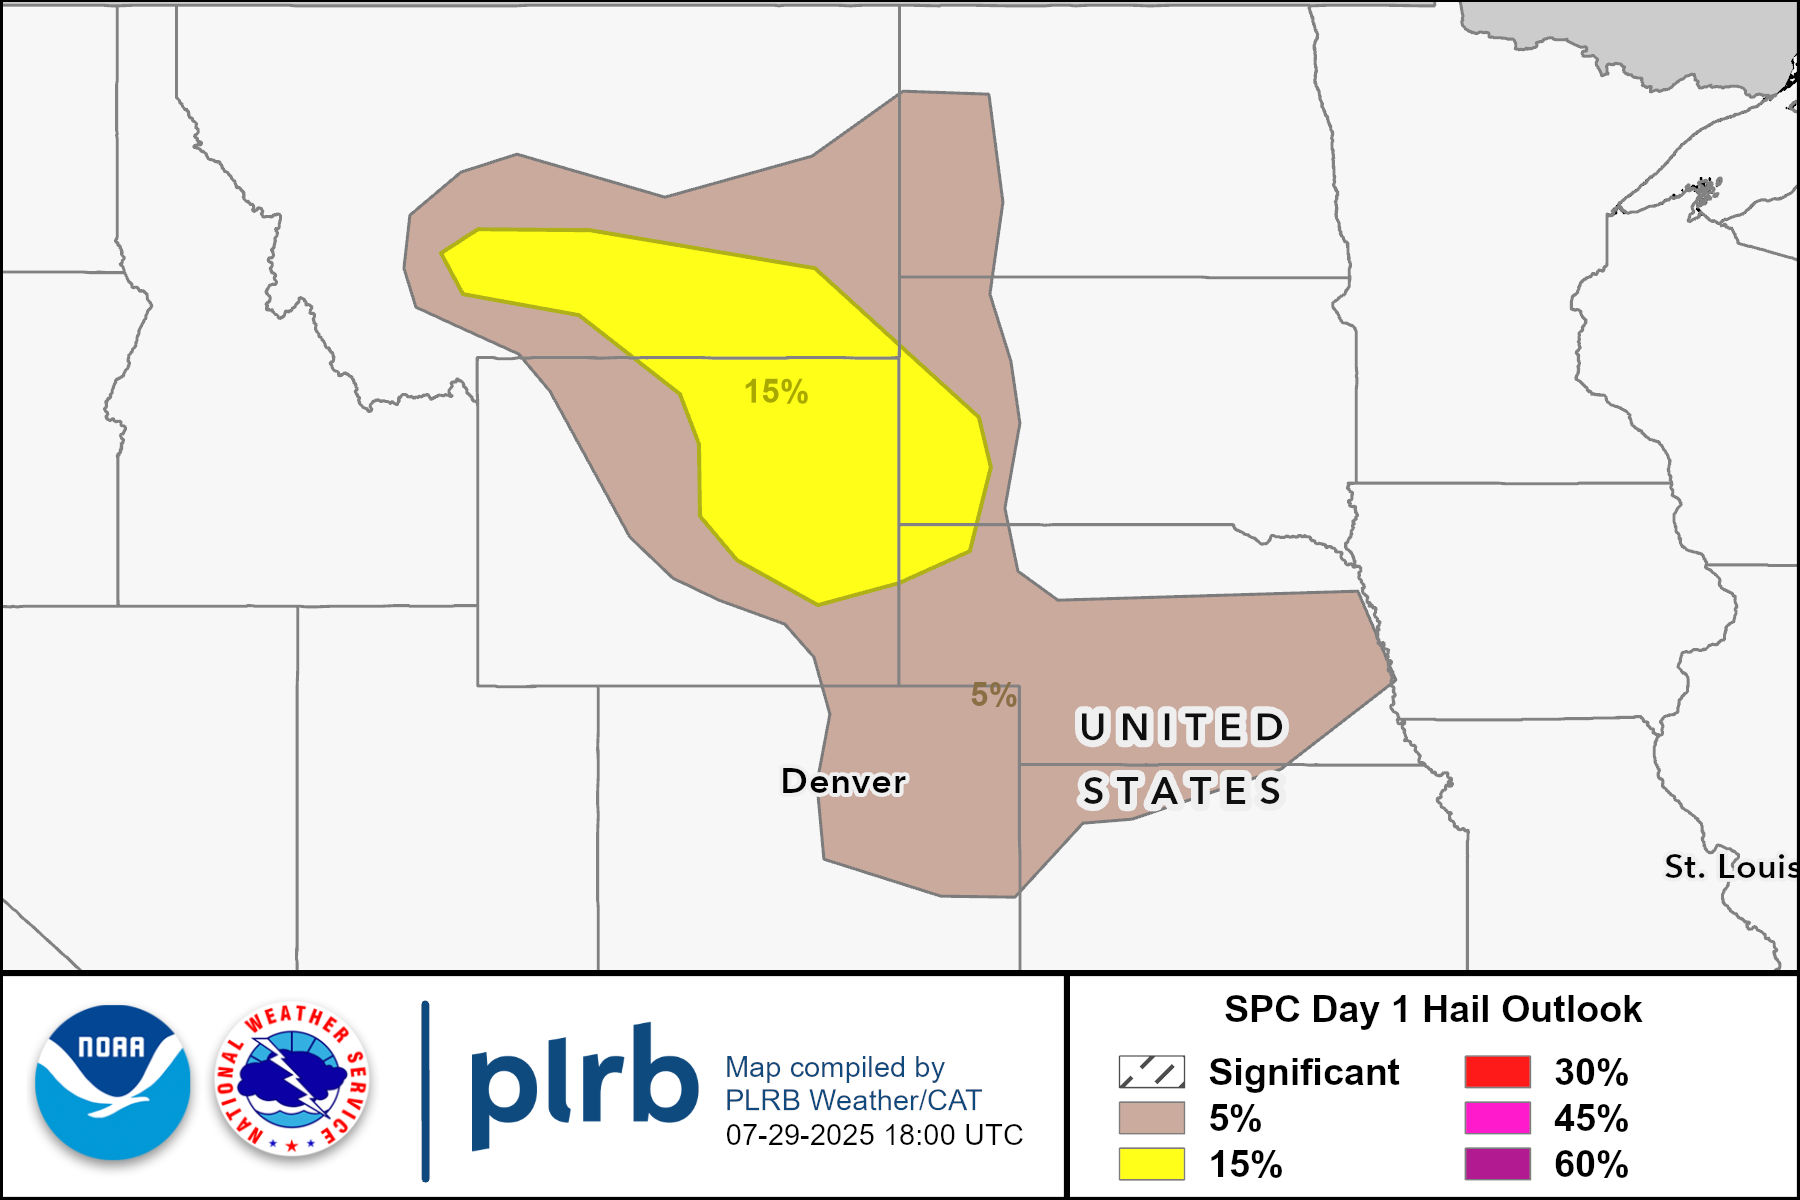 15%
5%
UNITED
STATES
Denver
St. Louis
NOAA
NATIONAL WEATHER SERVICE
plrb
Map compiled by
PLRB Weather/CAT
07-29-2025 18:00 UTC
SPC Day 1 Hail Outlook
Significant
5%
15%
30%
45%
60%